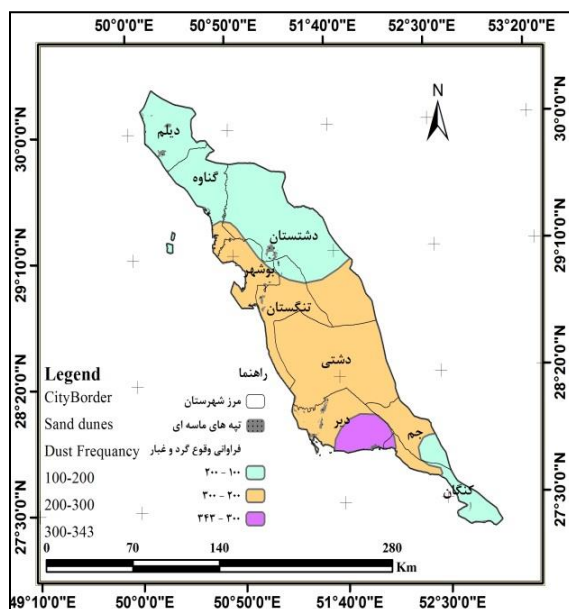 50°0'0"E 50°50'0"E 51°40'0"E 52°30'0"E 53°20'0"E
N
30°0'0"N
30°0'0"N
دیلم
گناوه
دشتستان
29°10'0"N
29°10'0"N
بوشهر
تنگستان
دشتی
28°20'0"N
28°20'0"N
دیر
جم
کنگان
27°30'0"N
27°30'0"N
Legend راهنما
CityBorder مرز شهرستان
Sand dunes تپه های ماسه ای
Dust Frequancy فراوانی وقوع گرد و غبار
100-200 ۱۰۰ - ۲۰۰
200-300 ۲۰۰ - ۳۰۰
300-343 ۳۰۰ - ۳۴۳
0 70 140 280
Km
49°10'0"E 50°0'0"E 50°50'0"E 51°40'0"E 52°30'0"E